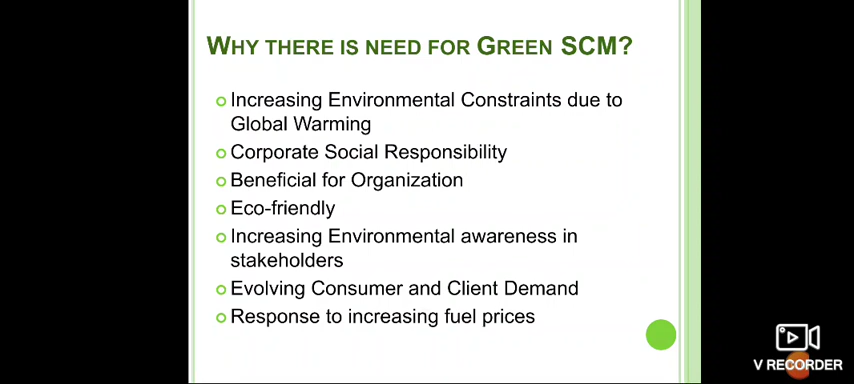 WHY THERE IS NEED FOR GREEN SCM?
Increasing Environmental Constraints due to
Global Warming
Corporate Social Responsibility
Beneficial for Organization
Eco-friendly
Increasing Environmental awareness in
stakeholders
Evolving Consumer and Client Demand
Response to increasing fuel prices
V RECORDER